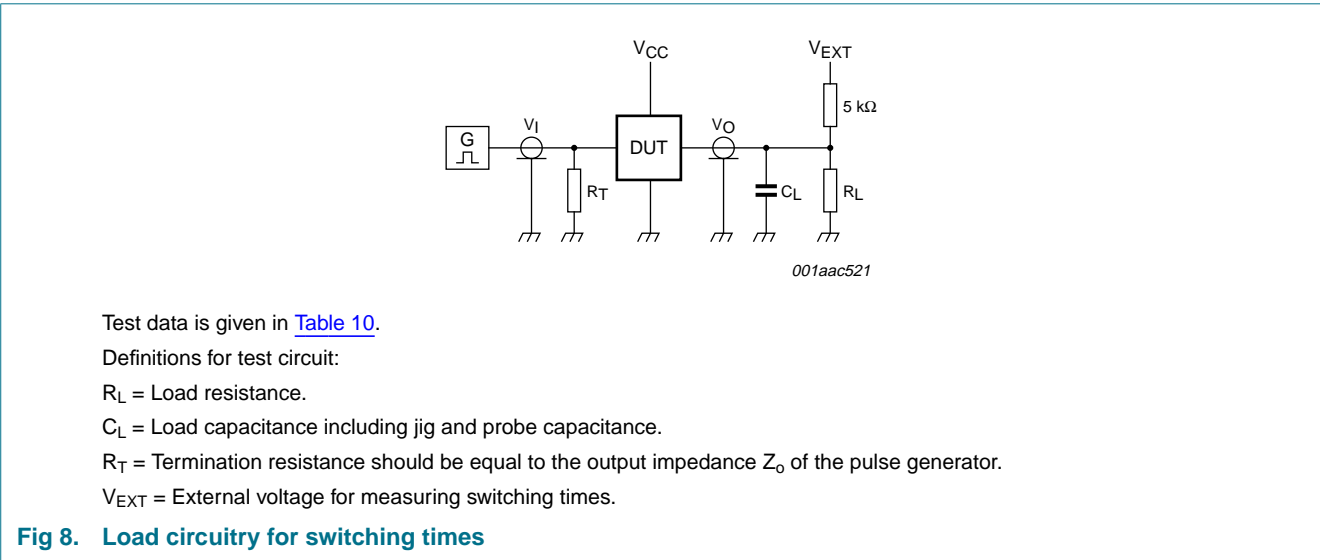 VCC
VEXT
5 kΩ
G
VI
DUT
VO
RT
CL
RL
001aac521
Test data is given in Table 10.
Definitions for test circuit:
RL = Load resistance.
CL = Load capacitance including jig and probe capacitance.
RT = Termination resistance should be equal to the output impedance Zo of the pulse generator.
VEXT = External voltage for measuring switching times.
Fig 8. Load circuitry for switching times